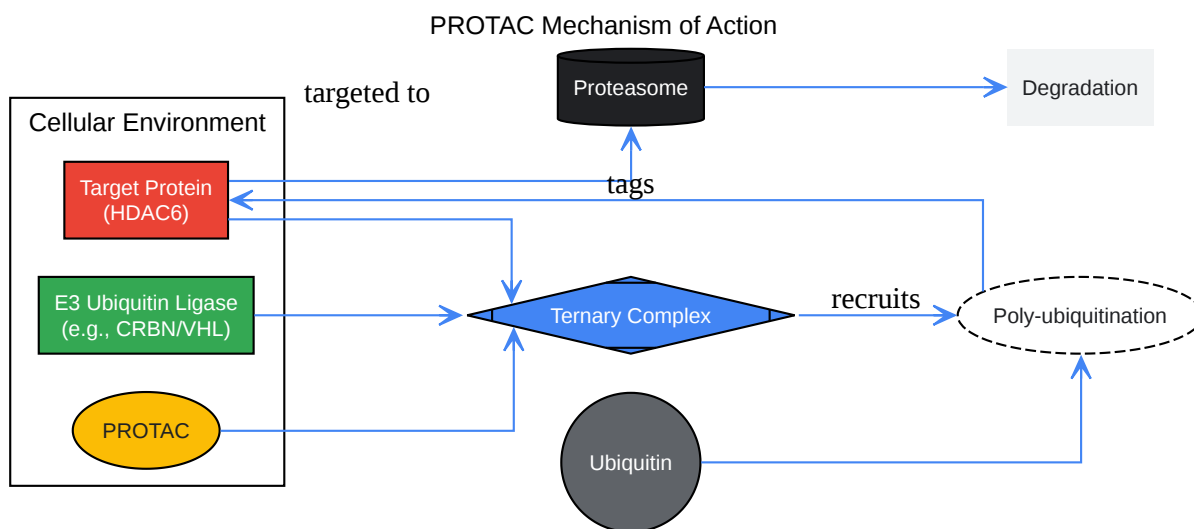 PROTAC Mechanism of Action
Proteasome
Degradation
targeted to
Cellular Environment
Target Protein
(HDAC6)
tags
E3 Ubiquitin Ligase
(e.g., CRBN/VHL)
Ternary Complex
recruits
Poly-ubiquitination
PROTAC
Ubiquitin